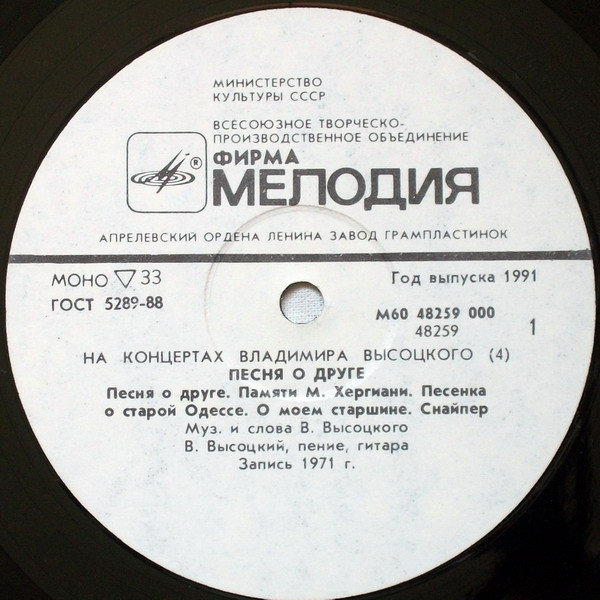 МИНИСТЕРСТВО
КУЛЬТУРЫ СССР
ВСЕСОЮЗНОЕ ТВОРЧЕСКО-
ПРОИЗВОДСТВЕННОЕ ОБЪЕДИНЕНИЕ
®
ФИРМА
МЕЛОДИЯ
АПРЕЛЕВСКИЙ ОРДЕНА ЛЕНИНА ЗАВОД ГРАМПЛАСТИНОК
МОНО ▽ 33
ГОСТ 5289-88
Год выпуска 1991
М60 48259 000
48259
1
НА КОНЦЕРТАХ ВЛАДИМИРА ВЫСОЦКОГО (4)
ПЕСНЯ О ДРУГЕ
Песня о друге. Памяти М. Хергиани. Песенка
о старой Одессе. О моем старшине. Снайпер
Муз. и слова В. Высоцкого
В. Высоцкий, пение, гитара
Запись 1971 г.